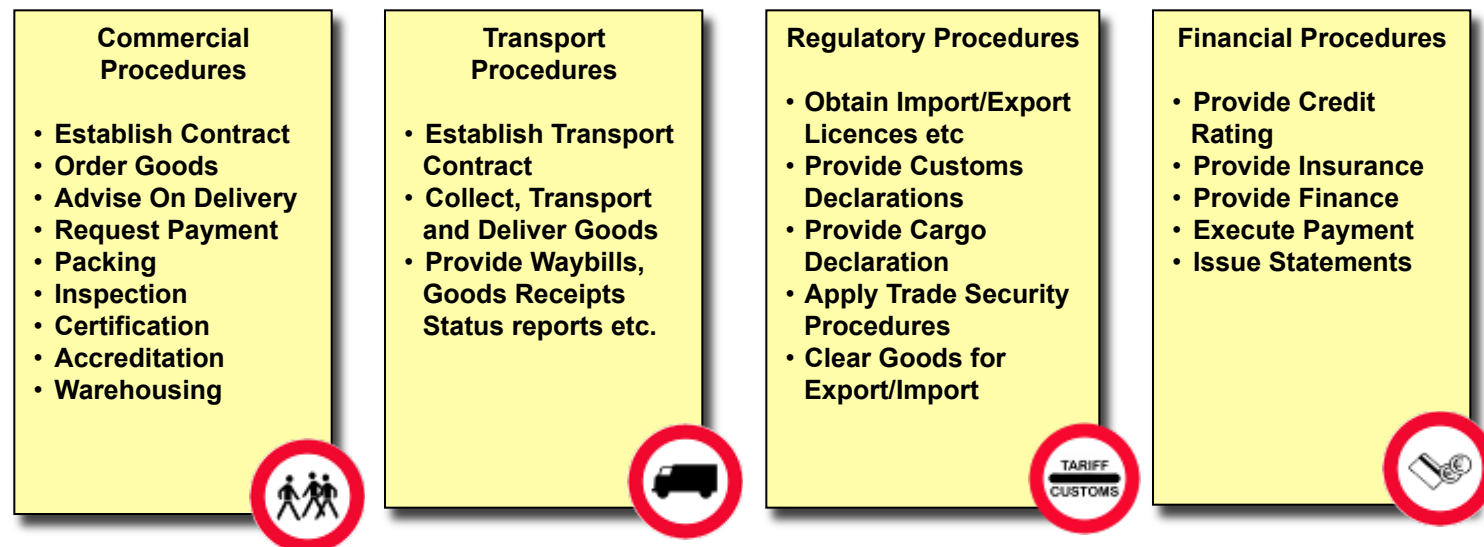 Commercial
Procedures
• Establish Contract
• Order Goods
• Advise On Delivery
• Request Payment
• Packing
• Inspection
• Certification
• Accreditation
• Warehousing
Transport
Procedures
• Establish Transport
Contract
• Collect, Transport
and Deliver Goods
• Provide Waybills,
Goods Receipts
Status reports etc.
Regulatory Procedures
• Obtain Import/Export
Licences etc
• Provide Customs
Declarations
• Provide Cargo
Declaration
• Apply Trade Security
Procedures
• Clear Goods for
Export/Import
TARIFF
CUSTOMS
Financial Procedures
• Provide Credit
Rating
• Provide Insurance
• Provide Finance
• Execute Payment
• Issue Statements